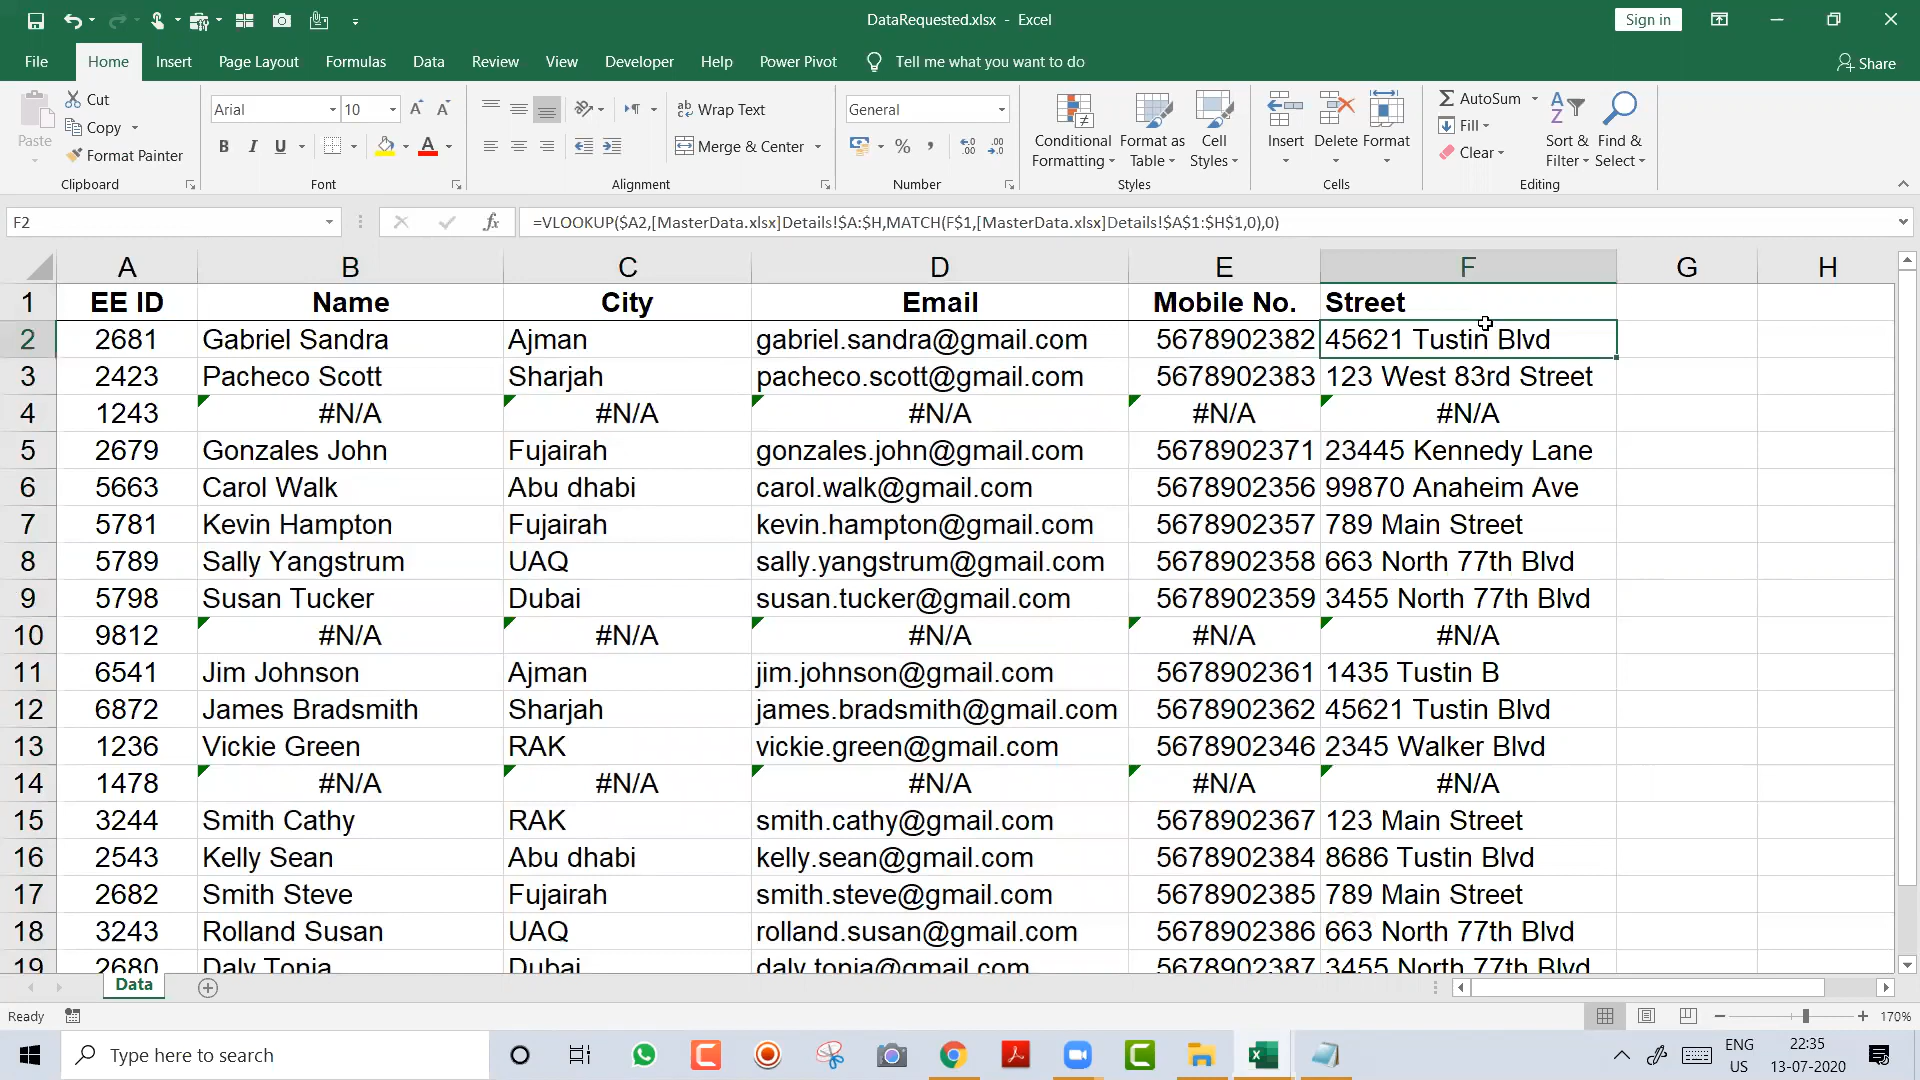 DataRequested.xlsx - Excel
Sign in
File Home Insert Page Layout Formulas Data Review View Developer Help Power Pivot Tell me what you want to do Share
Paste
Cut
Copy
Format Painter
Clipboard
Arial 10
B I U
Font
Wrap Text
Merge & Center
Alignment
General
Number
Conditional Formatting
Format as Table
Cell Styles
Styles
Insert Delete Format
Cells
AutoSum
Fill
Clear
Sort & Filter
Find & Select
Editing
F2 fx =VLOOKUP($A2,[MasterData.xlsx]Details!$A:$H,MATCH(F$1,[MasterData.xlsx]Details!$A$1:$H$1,0),0)
A B C D E F G H
1 EE ID Name City Email Mobile No. Street
2 2681 Gabriel Sandra Ajman gabriel.sandra@gmail.com 5678902382 45621 Tustin Blvd
3 2423 Pacheco Scott Sharjah pacheco.scott@gmail.com 5678902383 123 West 83rd Street
4 1243 #N/A #N/A #N/A #N/A #N/A
5 2679 Gonzales John Fujairah gonzales.john@gmail.com 5678902371 23445 Kennedy Lane
6 5663 Carol Walk Abu dhabi carol.walk@gmail.com 5678902356 99870 Anaheim Ave
7 5781 Kevin Hampton Fujairah kevin.hampton@gmail.com 5678902357 789 Main Street
8 5789 Sally Yangstrum UAQ sally.yangstrum@gmail.com 5678902358 663 North 77th Blvd
9 5798 Susan Tucker Dubai susan.tucker@gmail.com 5678902359 3455 North 77th Blvd
10 9812 #N/A #N/A #N/A #N/A #N/A
11 6541 Jim Johnson Ajman jim.johnson@gmail.com 5678902361 1435 Tustin B
12 6872 James Bradsmith Sharjah james.bradsmith@gmail.com 5678902362 45621 Tustin Blvd
13 1236 Vickie Green RAK vickie.green@gmail.com 5678902346 2345 Walker Blvd
14 1478 #N/A #N/A #N/A #N/A #N/A
15 3244 Smith Cathy RAK smith.cathy@gmail.com 5678902367 123 Main Street
16 2543 Kelly Sean Abu dhabi kelly.sean@gmail.com 5678902384 8686 Tustin Blvd
17 2682 Smith Steve Fujairah smith.steve@gmail.com 5678902385 789 Main Street
18 3243 Rolland Susan UAQ rolland.susan@gmail.com 5678902386 663 North 77th Blvd
19 2680 Daly Tonia Dubai daly.tonia@gmail.com 5678902387 3455 North 77th Blvd
Data
Ready 170%
Type here to search
ENG
US
22:35
13-07-2020